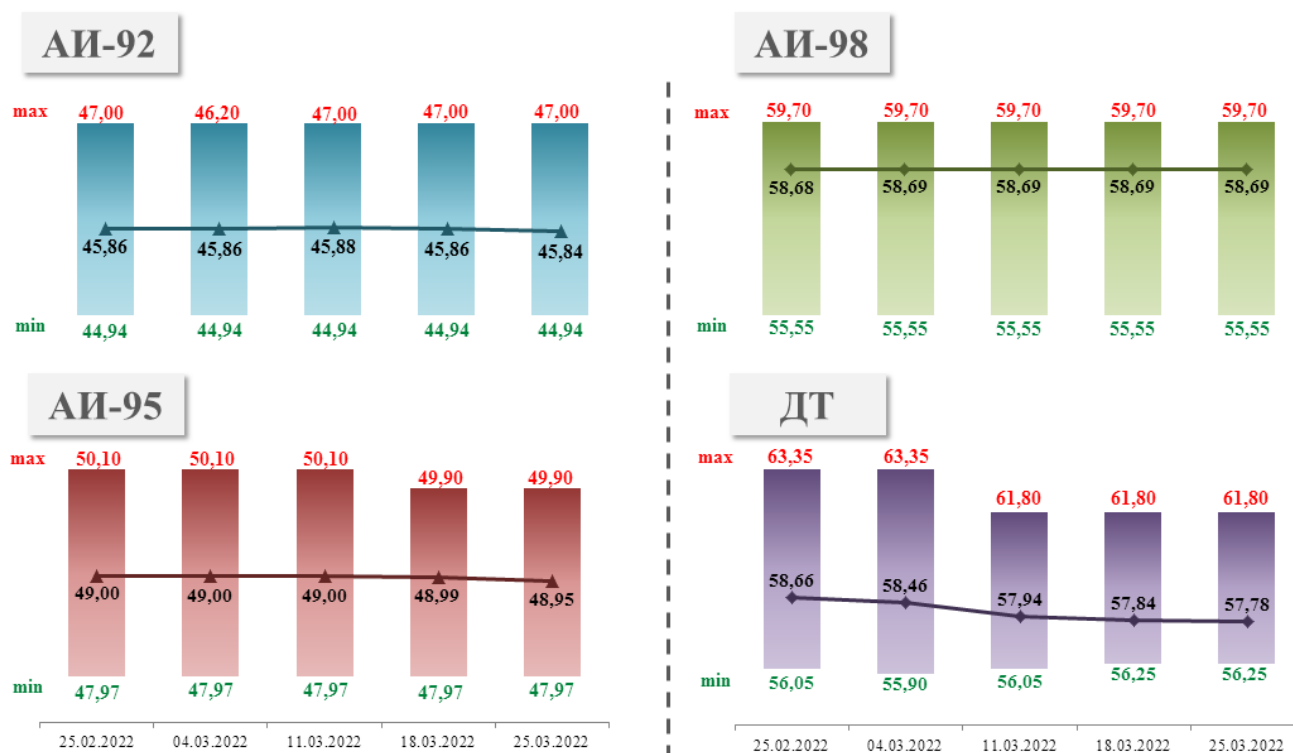 АИ-92
max 47,00 46,20 47,00 47,00 47,00
45,86 45,86 45,88 45,86 45,84
min 44,94 44,94 44,94 44,94 44,94
АИ-98
max 59,70 59,70 59,70 59,70 59,70
58,68 58,69 58,69 58,69 58,69
min 55,55 55,55 55,55 55,55 55,55
АИ-95
max 50,10 50,10 50,10 49,90 49,90
49,00 49,00 49,00 48,99 48,95
min 47,97 47,97 47,97 47,97 47,97
25.02.2022 04.03.2022 11.03.2022 18.03.2022 25.03.2022
ДТ
max 63,35 63,35 61,80 61,80 61,80
58,66 58,46 57,94 57,84 57,78
min 56,05 55,90 56,05 56,25 56,25
25.02.2022 04.03.2022 11.03.2022 18.03.2022 25.03.2022